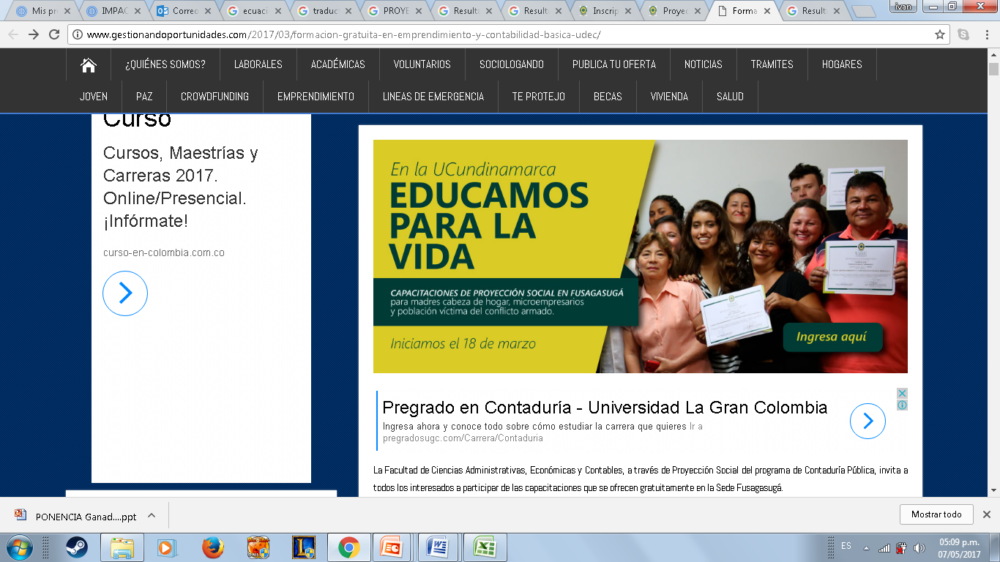 Mis pr
IMPAC
Correo
ecuaci
traduc
PROYE
Result
Result
Inscrip
Proyec
Forma
Result
Ivan
www.gestionandoportunidades.com/2017/03/formacion-gratuita-en-emprendimiento-y-contabilidad-basica-udec/
¿QUIÉNES SOMOS? LABORALES ACADÉMICAS VOLUNTARIOS SOCIOLOGANDO PUBLICA TU OFERTA NOTICIAS TRAMITES HOGARES
JOVEN PAZ CROWDFUNDING EMPRENDIMIENTO LINEAS DE EMERGENCIA TE PROTEJO BECAS VIVIENDA SALUD
Curso
Cursos, Maestrías y
Carreras 2017.
Online/Presencial.
¡Infórmate!
curso-en-colombia.com.co
En la UCundinamarca
EDUCAMOS
PARA LA
VIDA
CAPACITACIONES DE PROYECCIÓN SOCIAL EN FUSAGASUGÁ
para madres cabeza de hogar, microempresarios
y población víctima del conflicto armado.
Iniciamos el 18 de marzo
Ingresa aquí
Pregrado en Contaduría - Universidad La Gran Colombia
Ingresa ahora y conoce todo sobre cómo estudiar la carrera que quieres Ir a
pregradosugc.com/Carrera/Contaduria
La Facultad de Ciencias Administrativas, Económicas y Contables, a través de Proyección Social del programa de Contaduría Pública, invita a
todos los interesados a participar de las capacitaciones que se ofrecen gratuitamente en la Sede Fusagasugá.
PONENCIA Ganad....ppt
Mostrar todo
ES
05:09 p.m.
07/05/2017